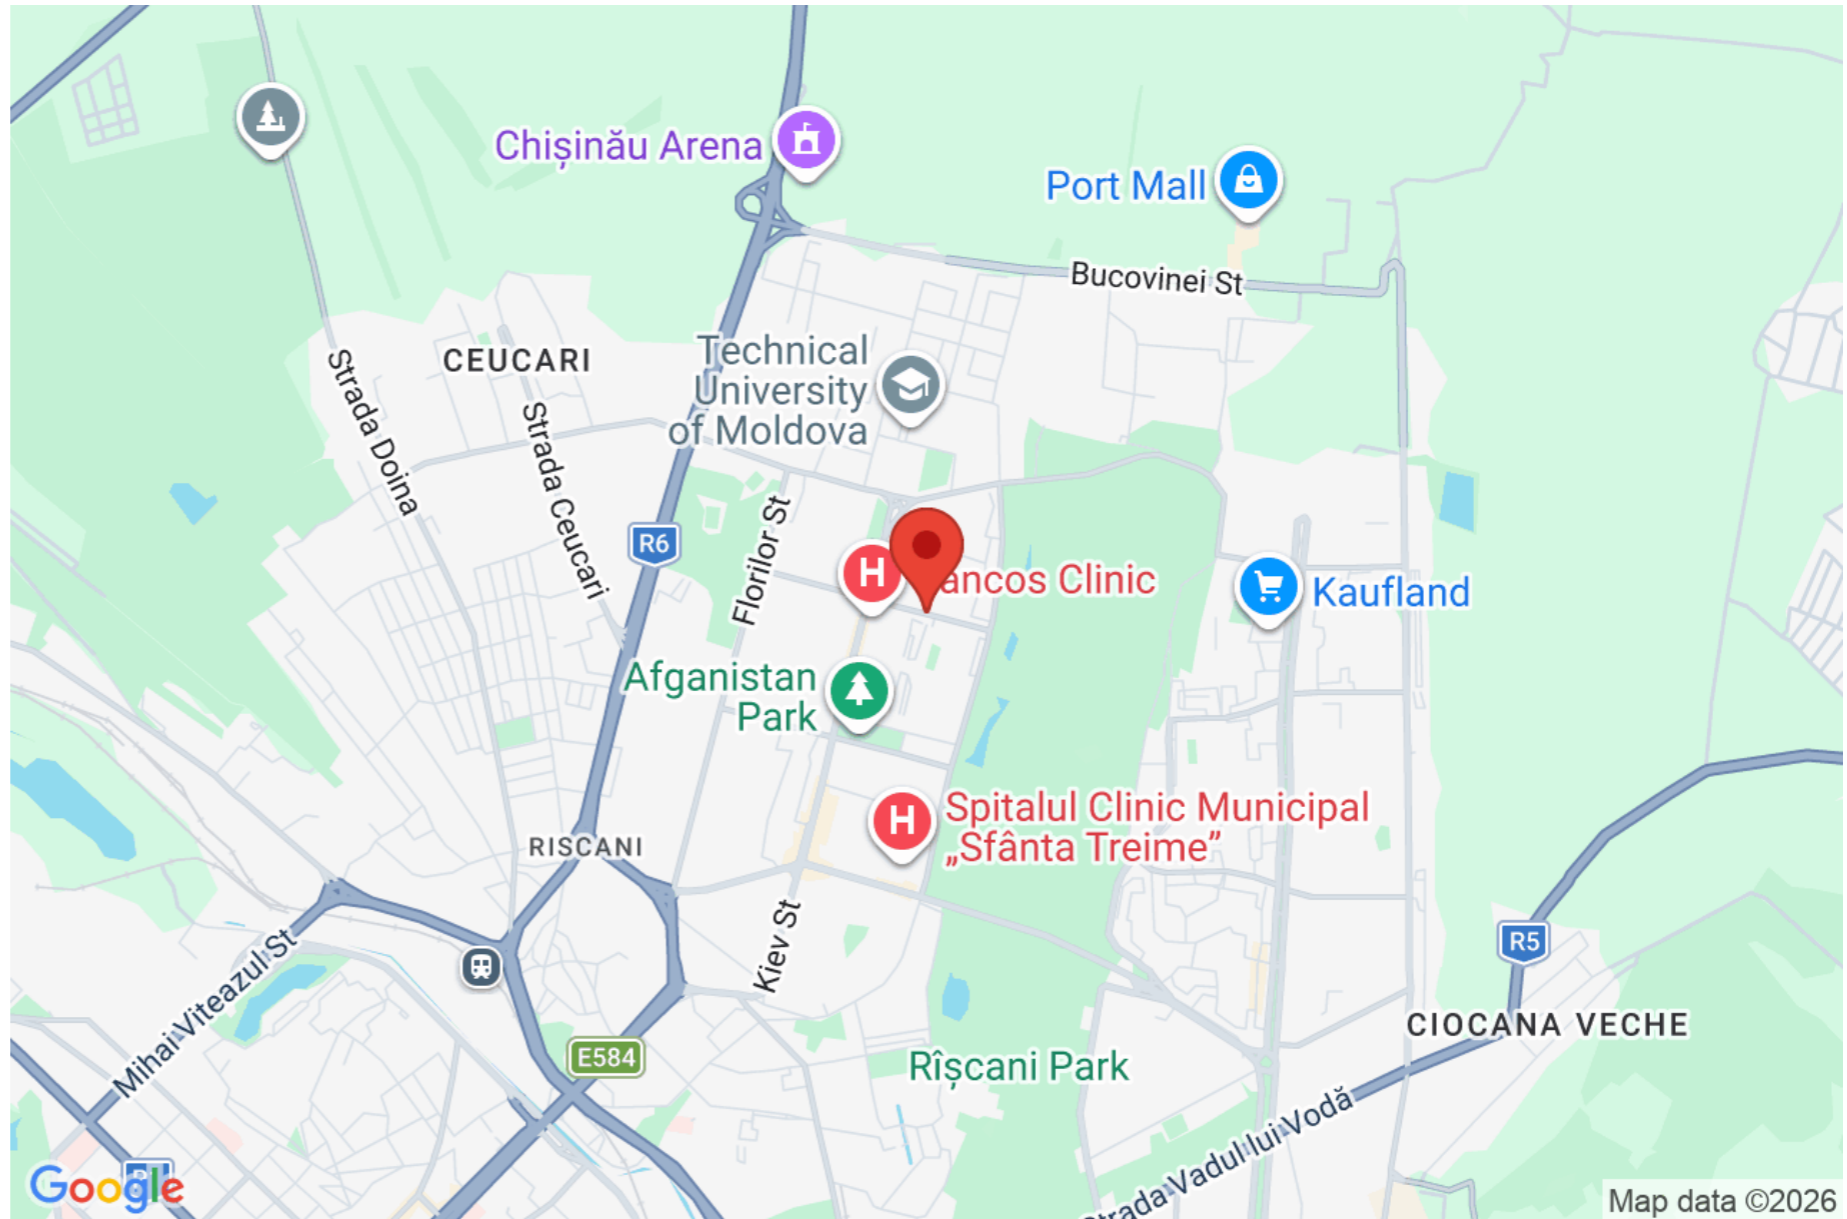 Chișinău Arena
Port Mall
Bucovinei St
Technical
University
of Moldova
CEUCARI
Strada Doina
Strada Ceucari
R6
Florilor St
H
ancos Clinic
Kaufland
Afganistan
Park
H
Spitalul Clinic Municipal
„Sfânta Treime”
RISCANI
Kiev St
Mihai Viteazul St
R5
CIOCANA VECHE
E584
Rîșcani Park
Strada Vadul lui Vodă
Google
Map data ©2026